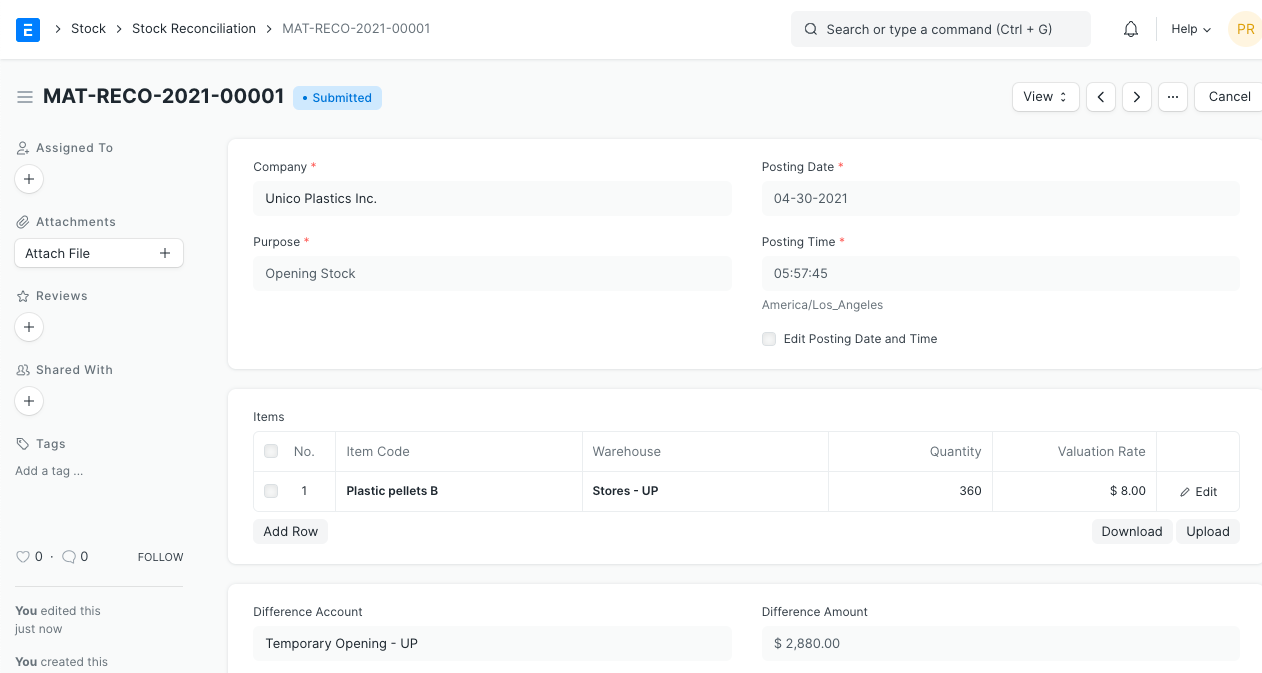 E > Stock > Stock Reconciliation > MAT-RECO-2021-00001 Search or type a command (Ctrl + G) Help PR
MAT-RECO-2021-00001 • Submitted View ··· Cancel
Assigned To
+
Attachments
Attach File +
Reviews
+
Shared With
+
Tags
Add a tag ...
0 · 0 FOLLOW
You edited this
just now
You created this
Company *
Unico Plastics Inc.
Purpose *
Opening Stock
Posting Date *
04-30-2021
Posting Time *
05:57:45
America/Los_Angeles
Edit Posting Date and Time
Items
No. Item Code Warehouse Quantity Valuation Rate
1 Plastic pellets B Stores - UP 360 $ 8.00 Edit
Add Row Download Upload
Difference Account
Temporary Opening - UP
Difference Amount
$ 2,880.00